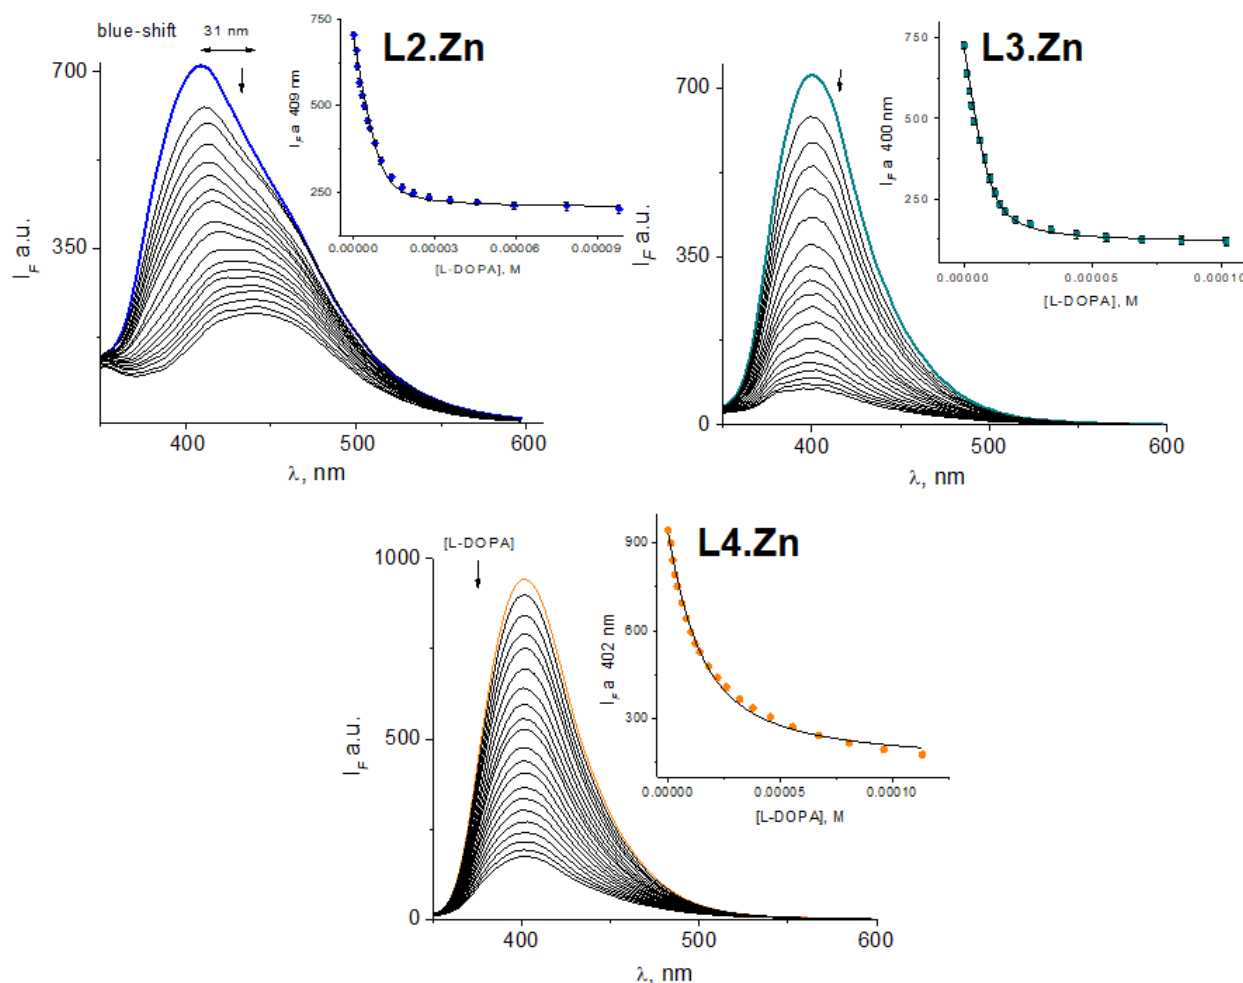 blue-shift 31 nm
L2.Zn
750
500
250
I_F a 409 nm
0.00000 0.00003 0.00006 0.00009
[L-DOPA], M
700
350
I_F a.u.
400 500 600
λ, nm
L3.Zn
750
500
250
I_F a 400 nm
0.00000 0.00005 0.00010
[L-DOPA], M
700
350
0
I_F a.u.
400 500 600
λ, nm
[L-DOPA]
L4.Zn
900
600
300
I_F a 402 nm
0.00000 0.00005 0.00010
[L-DOPA], M
1000
500
0
I_F a.u.
400 500 600
λ, nm